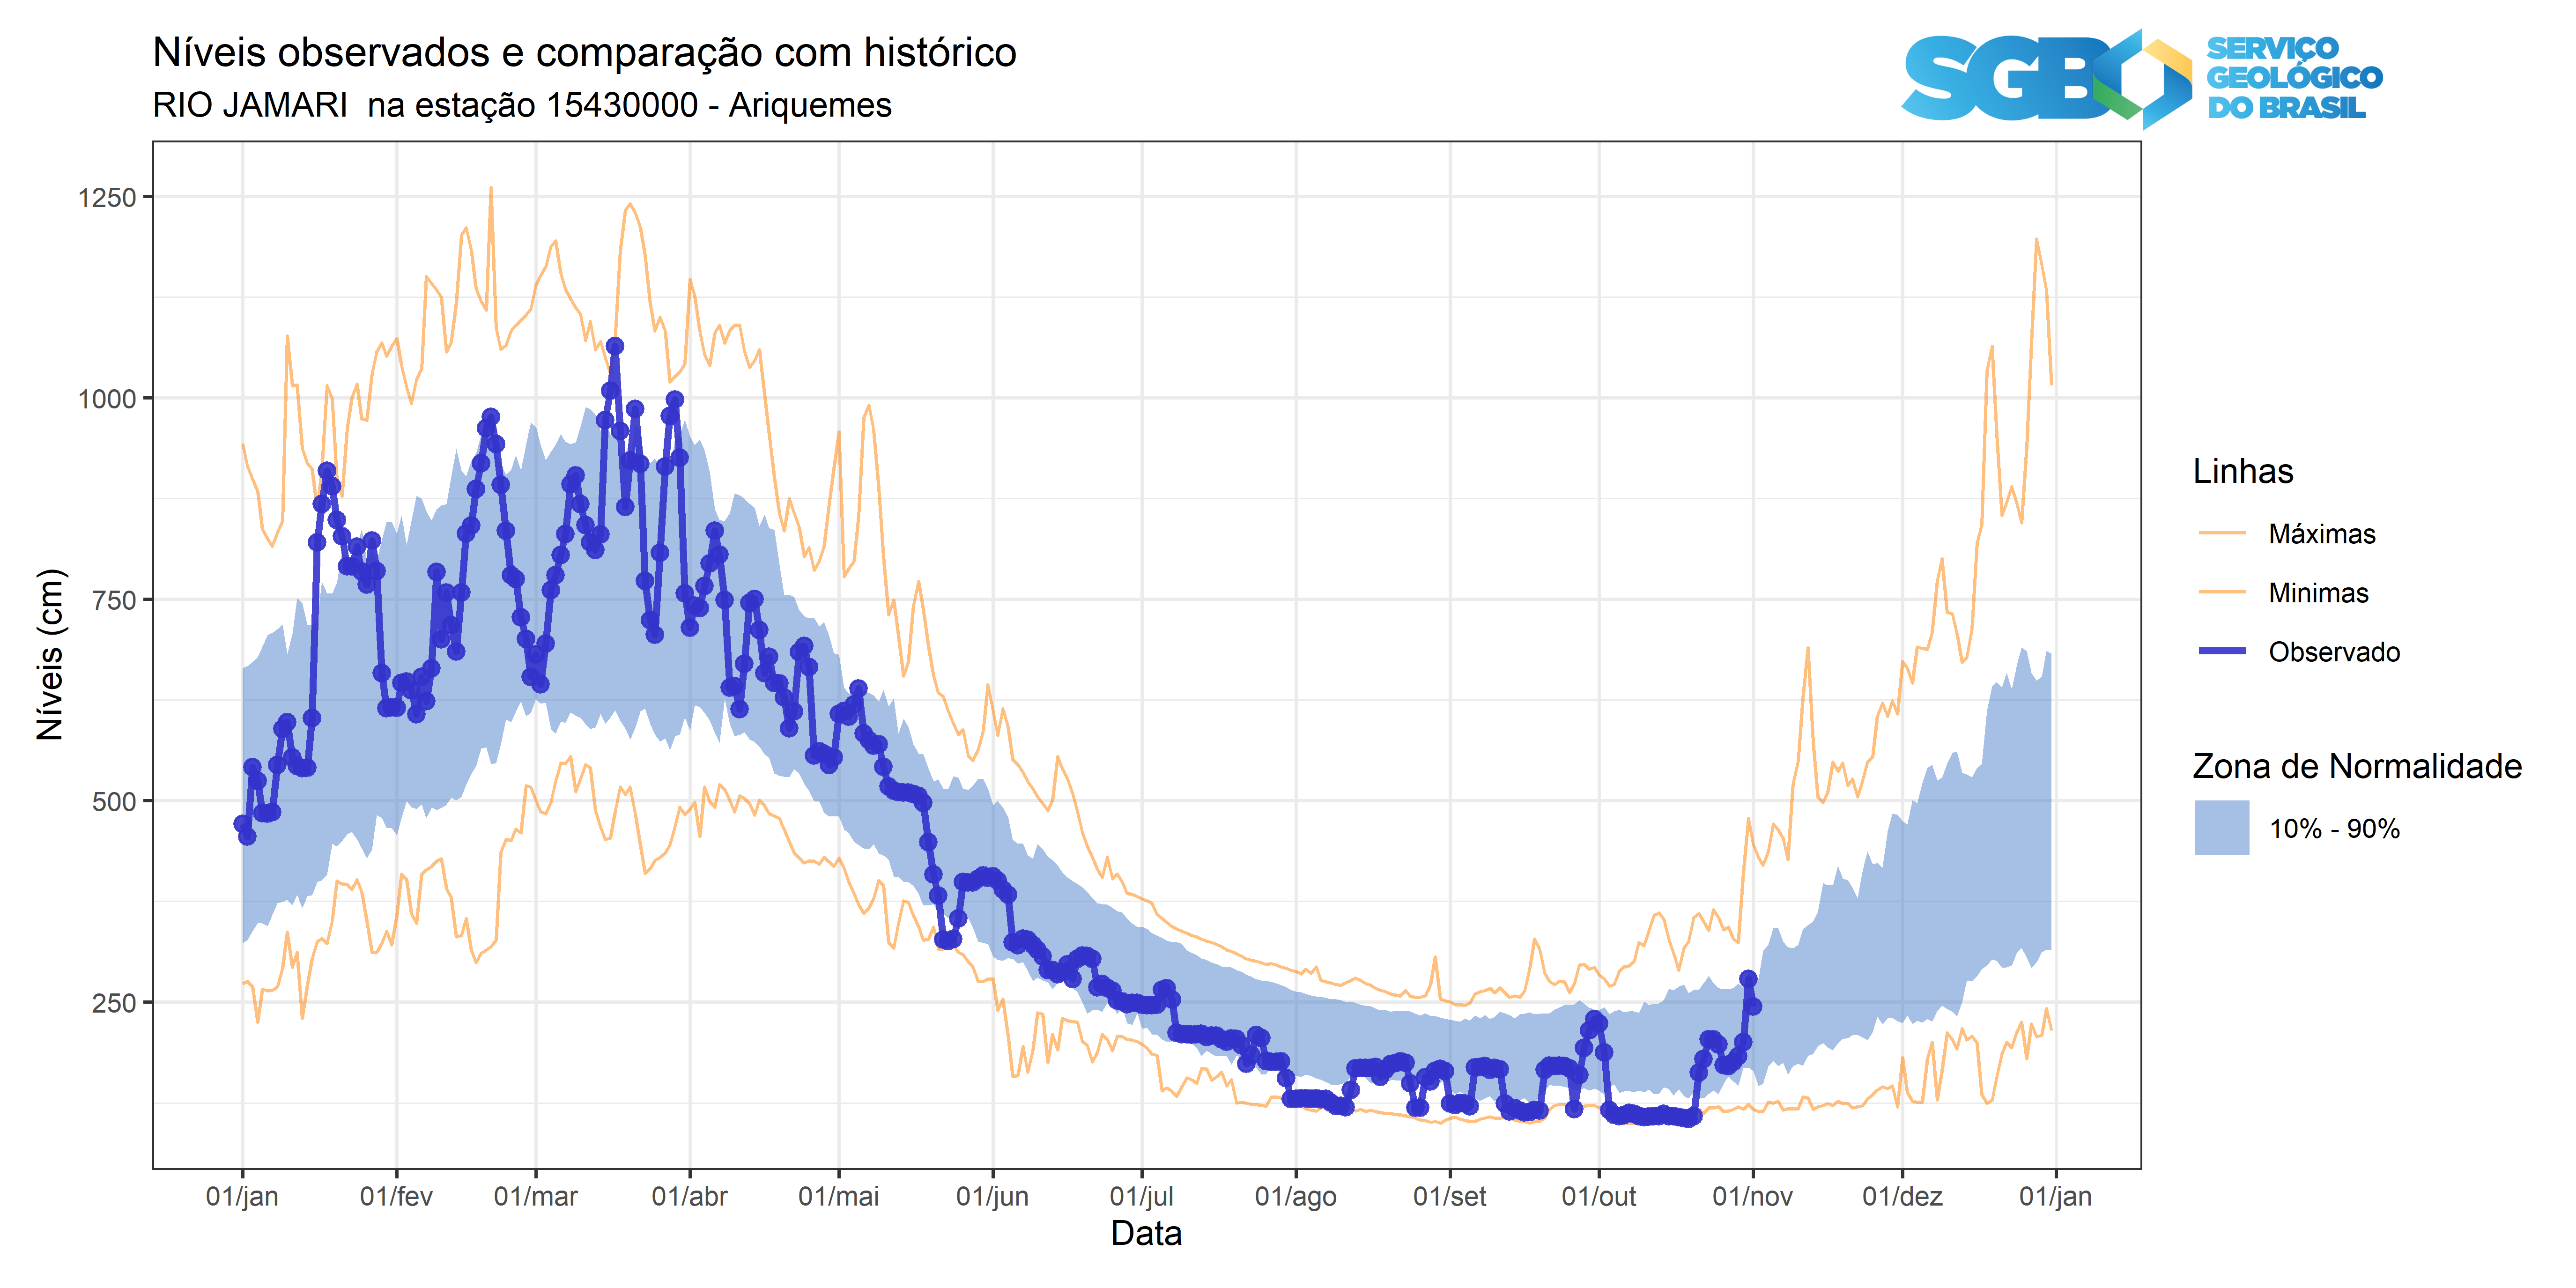 Níveis observados e comparação com histórico
RIO JAMARI  na estação 15430000 - Ariquemes
SGB
SERVIÇO
GEOLÓGICO
DO BRASIL
Níveis (cm)
1250
1000
750
500
250
01/jan
01/fev
01/mar
01/abr
01/mai
01/jun
01/jul
01/ago
01/set
01/out
01/nov
01/dez
01/jan
Data
Linhas
Máximas
Minimas
Observado
Zona de Normalidade
10% - 90%